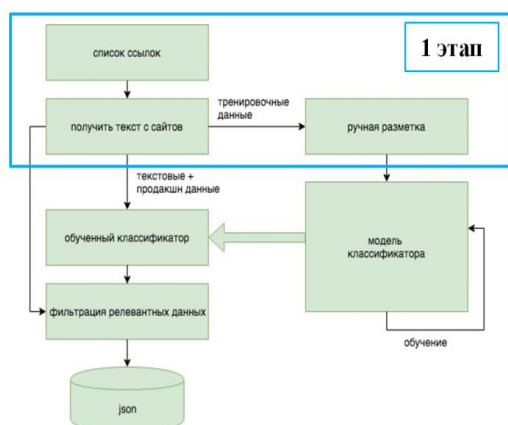 список ссылок
1 этап
получить текст с сайтов
тренировочные
данные
ручная разметка
текстовые +
продакшн данные
обученный классификатор
модель
классификатора
фильтрация релевантных данных
обучение
json